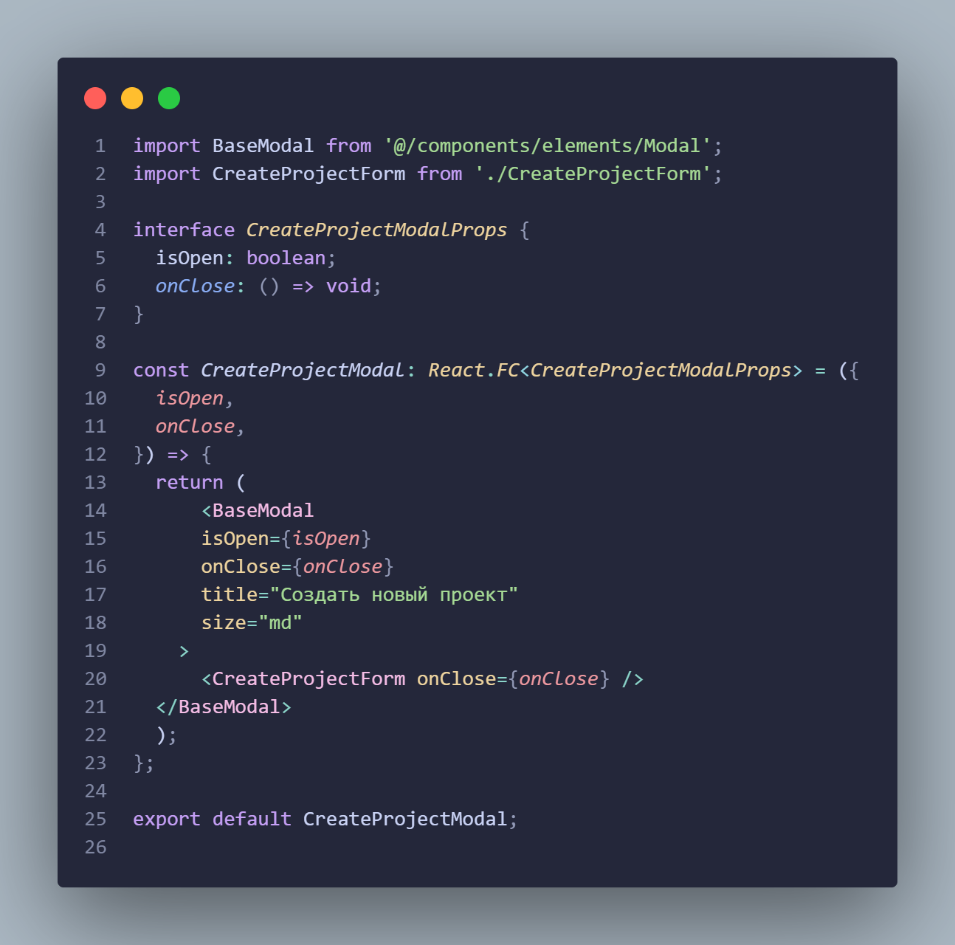 1 import BaseModal from '@/components/elements/Modal';
2 import CreateProjectForm from './CreateProjectForm';
3
4 interface CreateProjectModalProps {
5   isOpen: boolean;
6   onClose: () => void;
7 }
8
9 const CreateProjectModal: React.FC<CreateProjectModalProps> = ({
10   isOpen,
11   onClose,
12 }) => {
13   return (
14       <BaseModal
15       isOpen={isOpen}
16       onClose={onClose}
17       title="Создать новый проект"
18       size="md"
19     >
20       <CreateProjectForm onClose={onClose} />
21   </BaseModal>
22   );
23 };
24
25 export default CreateProjectModal;
26